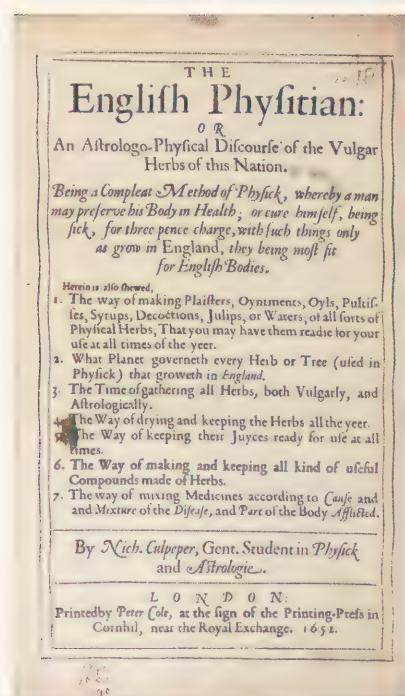 THE
Engliſh Phyſitian:
OR
An Aſtrologo-Phyſical Diſcourſe of the Vulgar
Herbs of this Nation.
Being a Compleat Method of Phyſick, whereby a man
may preſerve his Body in Health; or cure himſelf, being
ſick, for three pence charge, with ſuch things only
as grow in England, they being moſt fit
for Engliſh Bodies.
Herein is alſo ſhewed,
1. The way of making Plaiſters, Oyntments, Oyls, Pultiſ-
ſes, Syrups, Decoctions, Julips, or Waters, of all ſorts of
Phyſical Herbs, That you may have them readie for your
uſe at all times of the yeer.
2. What Planet governeth every Herb or Tree (uſed in
Phyſick) that groweth in England.
3. The Time of gathering all Herbs, both Vulgarly, and
Aſtrologically.
4. The Way of drying and keeping the Herbs all the yeer.
5. The Way of keeping their Juyces ready for uſe at all
times.
6. The Way of making and keeping all kind of uſeful
Compounds made of Herbs.
7. The way of mixing Medicines according to Cauſe and
and Mixture of the Diſeaſe, and Part of the Body Afflicted.
By Nich. Culpeper, Gent. Student in Phyſick
and Aſtrologie.
LONDON:
Printed by Peter Cole, at the ſign of the Printing-Preſs in
Cornhil, near the Royal Exchange. 1652.